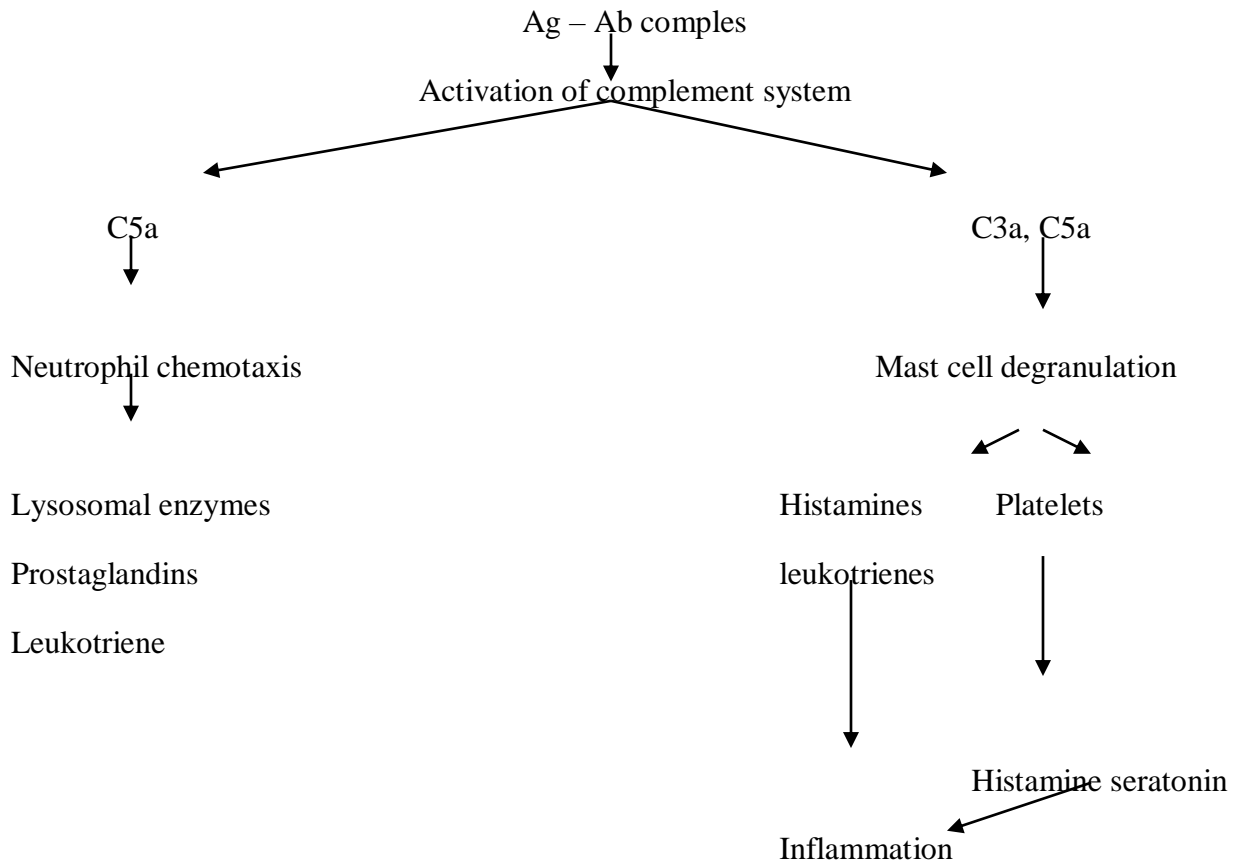 Ag – Ab comples
Activation of complement system
C5a
C3a, C5a
Neutrophil chemotaxis
Mast cell degranulation
Lysosomal enzymes
Histamines
Platelets
Prostaglandins
leukotrienes
Leukotriene
Histamine seratonin
Inflammation